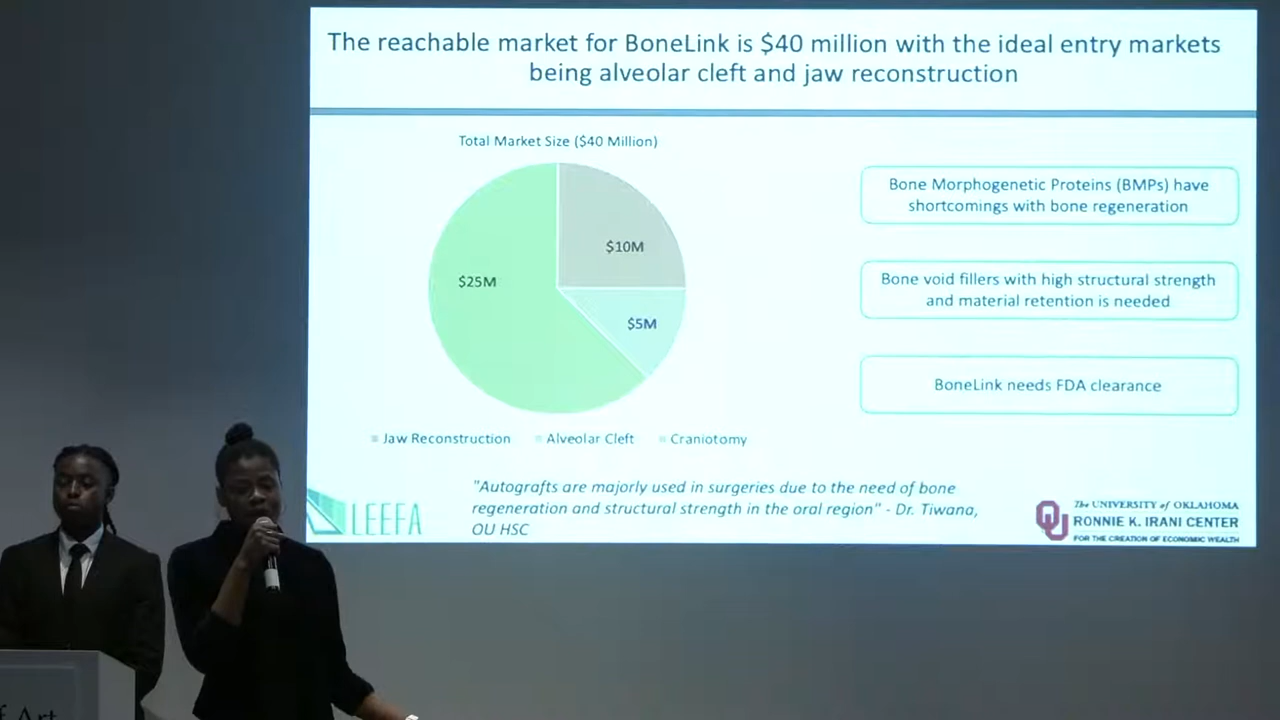 The reachable market for BoneLink is $40 million with the ideal entry markets
being alveolar cleft and jaw reconstruction
Total Market Size ($40 Million)
$10M
$25M
$5M
Jaw Reconstruction
Alveolar Cleft
Craniotomy
Bone Morphogenetic Proteins (BMPs) have
shortcomings with bone regeneration
Bone void fillers with high structural strength
and material retention is needed
BoneLink needs FDA clearance
LEEFA
"Autografts are majorly used in surgeries due to the need of bone
regeneration and structural strength in the oral region" - Dr. Tiwana,
OU HSC
The UNIVERSITY of OKLAHOMA
RONNIE K. IRANI CENTER
FOR THE CREATION OF ECONOMIC WEALTH
f Art